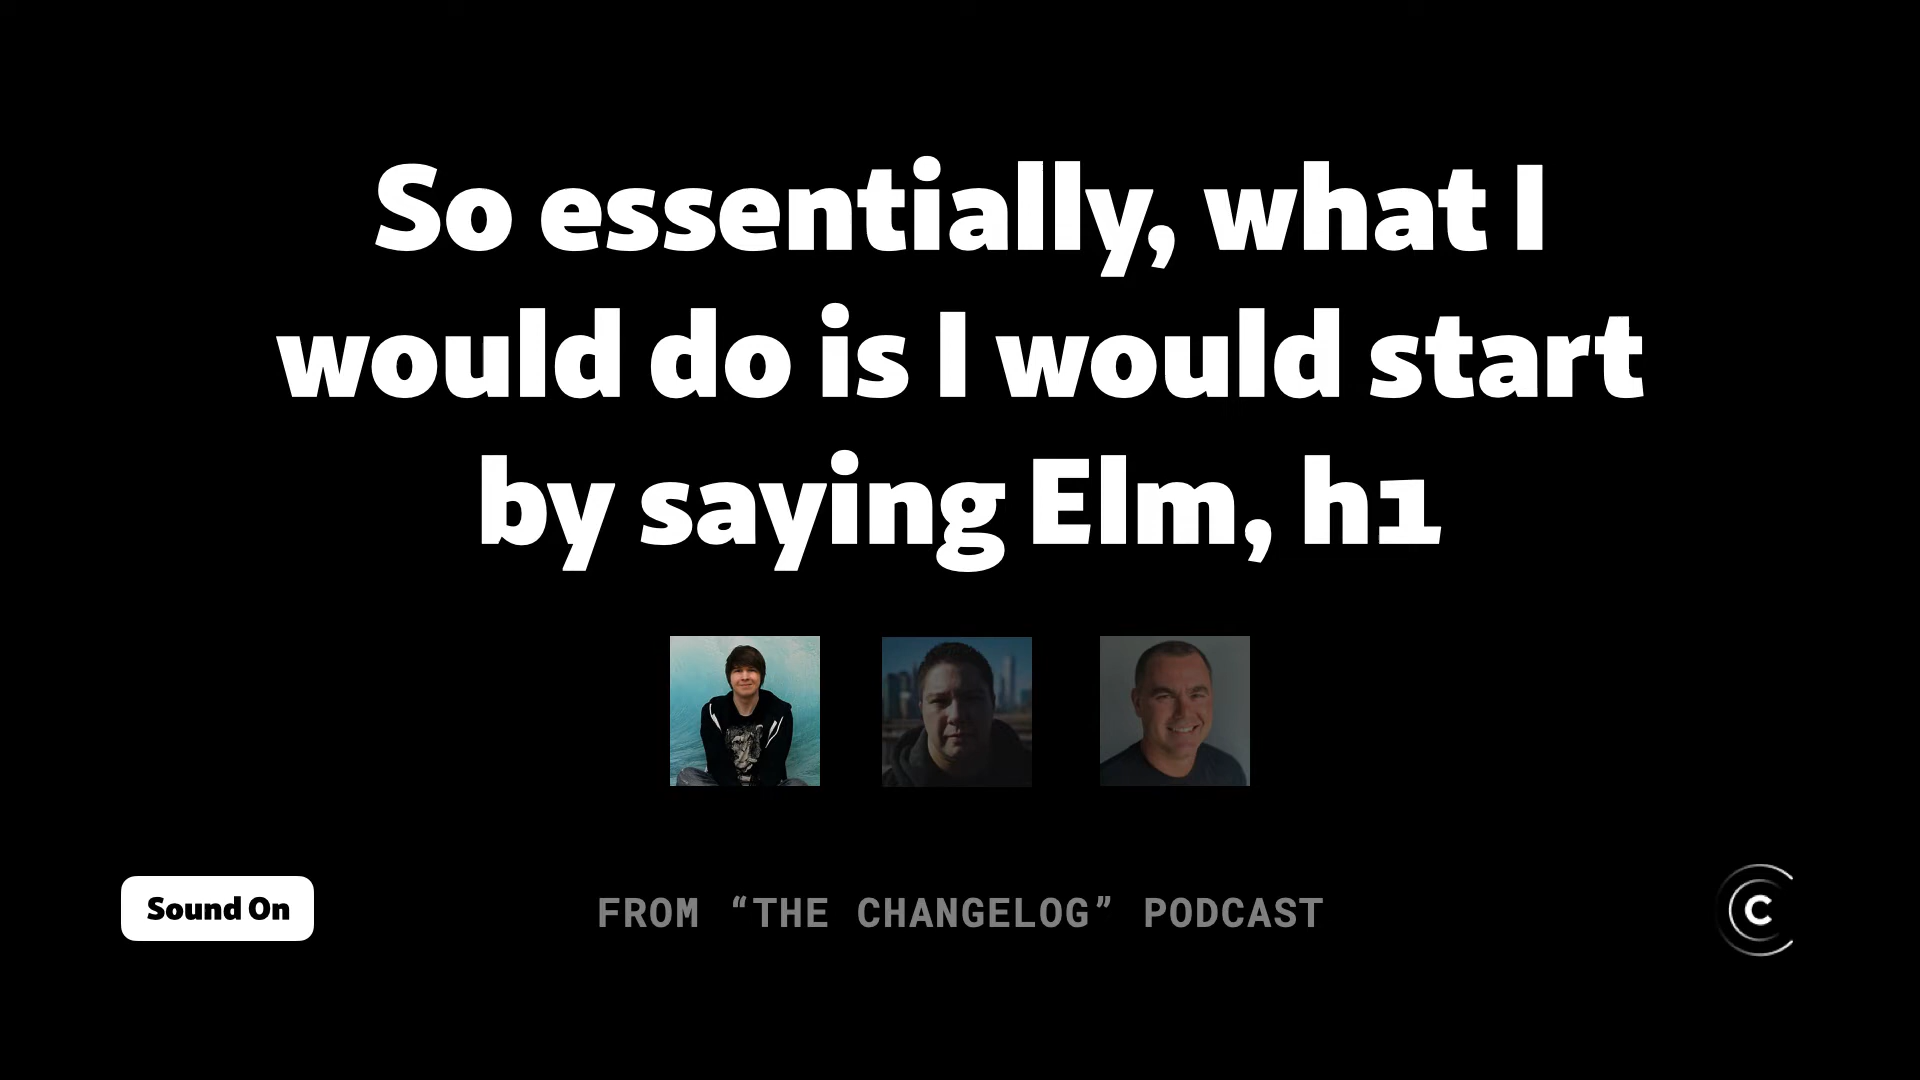 So essentially, what I
would do is I would start
by saying Elm, h1
Sound On
FROM “THE CHANGELOG” PODCAST
C